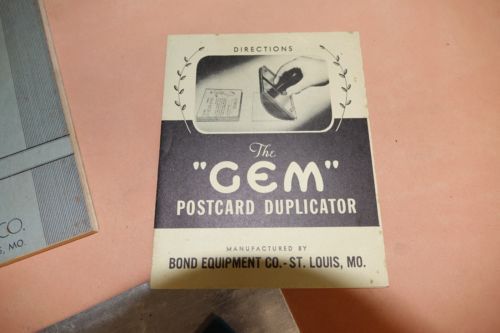 DIRECTIONS
The
"GEM"
POSTCARD DUPLICATOR
MANUFACTURED BY
BOND EQUIPMENT CO.-ST. LOUIS, MO.
CO.
S, MO.